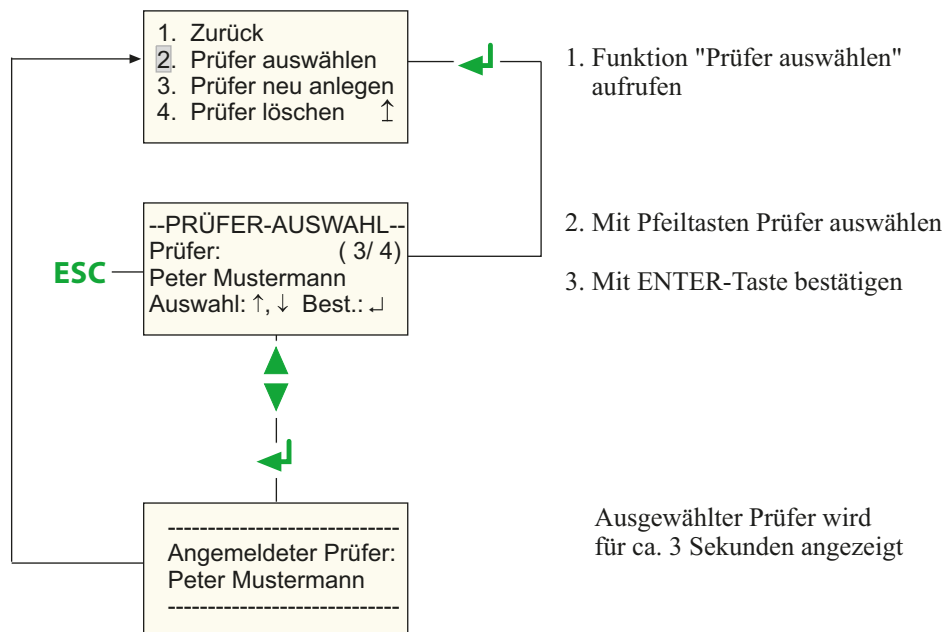 1. Zurück
2. Prüfer auswählen
3. Prüfer neu anlegen
4. Prüfer löschen ↑
1. Funktion "Prüfer auswählen"
aufrufen
--PRÜFER-AUSWAHL--
Prüfer: ( 3/ 4)
Peter Mustermann
Auswahl: ↑, ↓ Best.: ↵
ESC
2. Mit Pfeiltasten Prüfer auswählen
3. Mit ENTER-Taste bestätigen
-----------------------------
Angemeldeter Prüfer:
Peter Mustermann
-----------------------------
Ausgewählter Prüfer wird
für ca. 3 Sekunden angezeigt